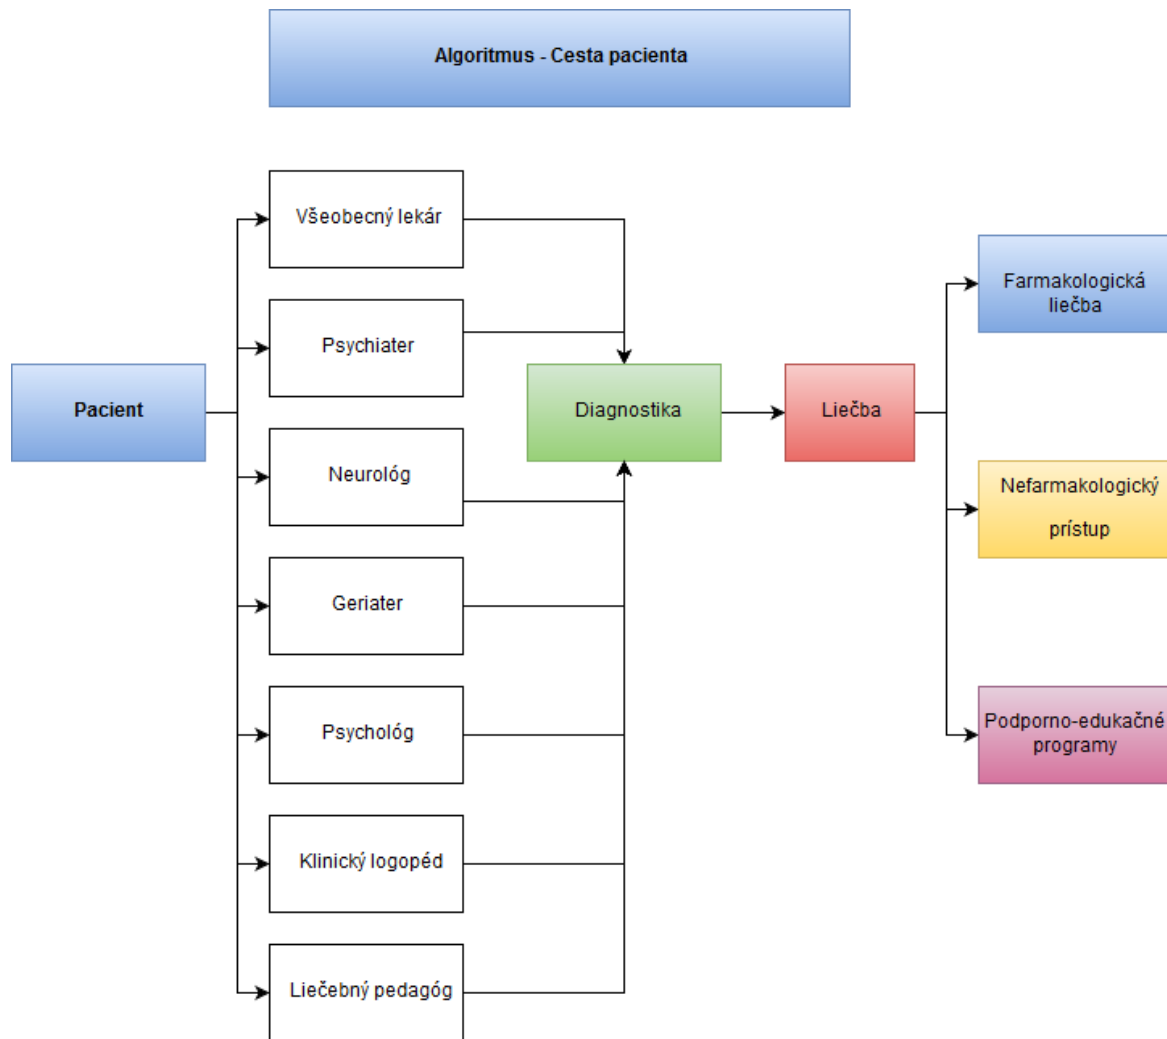 Algoritmus - Cesta pacienta
Všeobecný lekár
Psychiater
Pacient
Neurológ
Geriater
Psychológ
Klinický logopéd
Liečebný pedagóg
Diagnostika
Liečba
Farmakologická
liečba
Nefarmakologický
prístup
Podporno-edukačné
programy